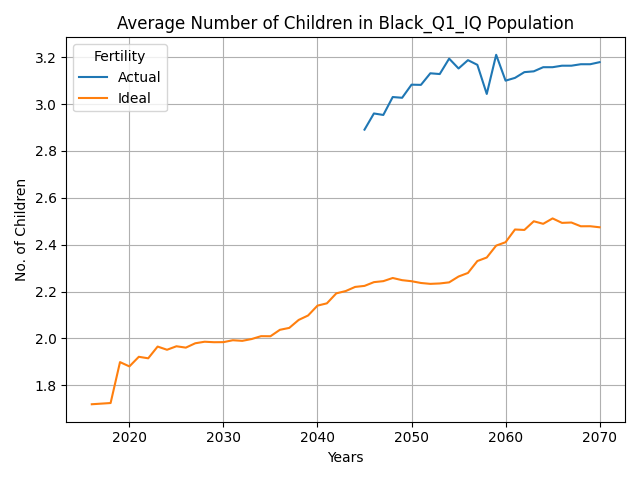 Average Number of Children in Black_Q1_IQ Population
Fertility
Actual
Ideal
No. of Children
3.2
3.0
2.8
2.6
2.4
2.2
2.0
1.8
2020 2030 2040 2050 2060 2070
Years